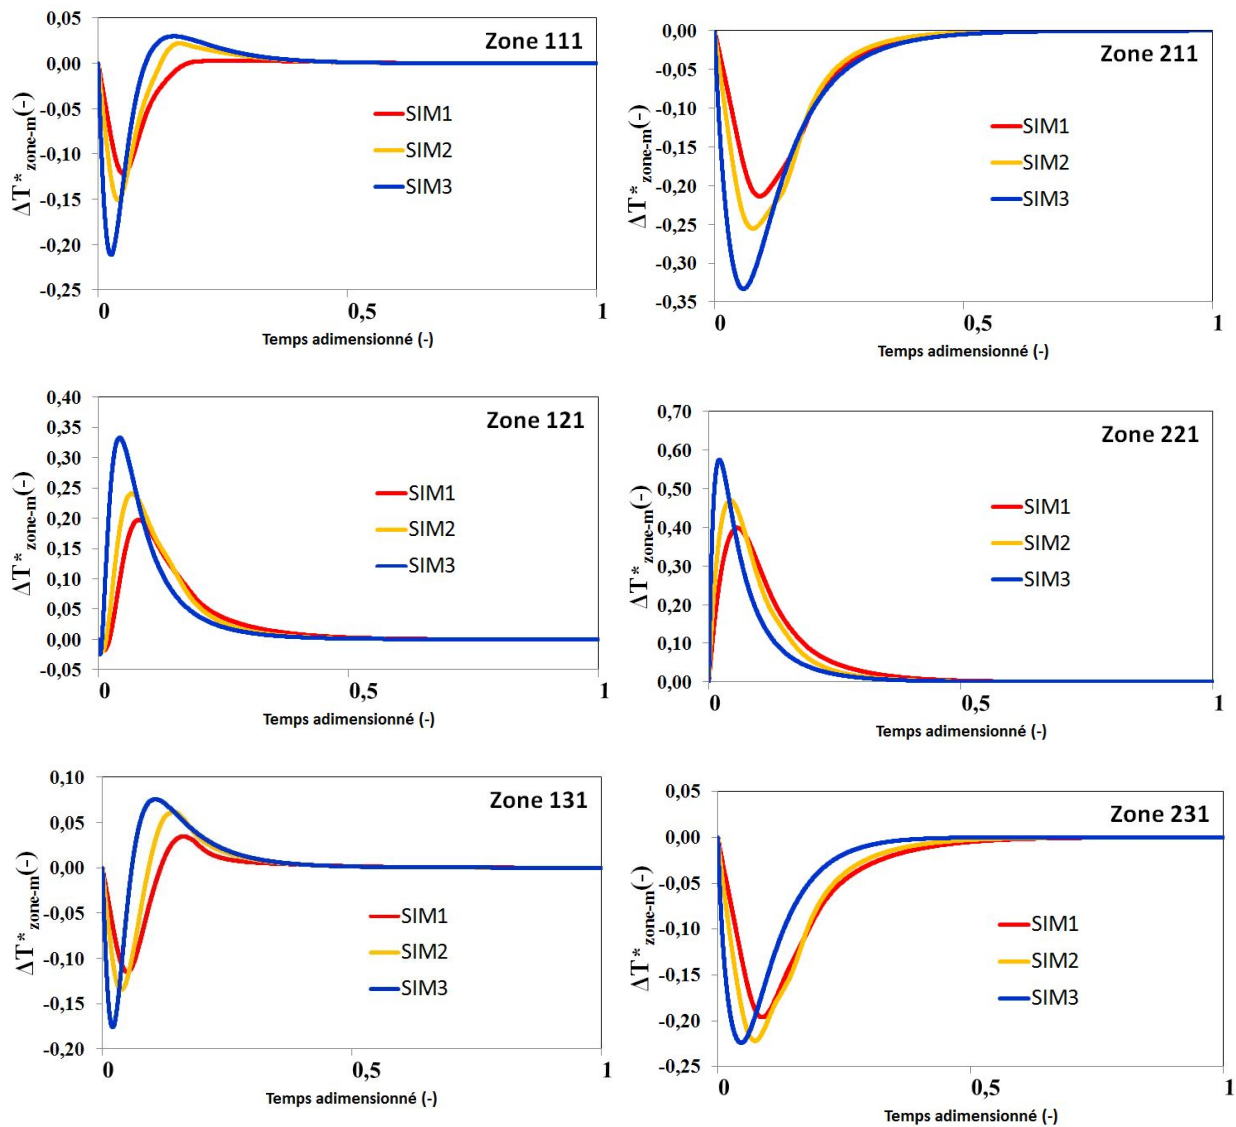 Zone 111
ΔT*zone-m(-)
0,05
0,00
-0,05
-0,10
-0,15
-0,20
-0,25
SIM1
SIM2
SIM3
0 0,5 1
Temps adimensionné (-)
Zone 211
ΔT*zone-m(-)
0,00
-0,05
-0,10
-0,15
-0,20
-0,25
-0,30
-0,35
SIM1
SIM2
SIM3
0 0,5 1
Temps adimensionné (-)
Zone 121
ΔT*zone-m(-)
0,40
0,35
0,30
0,25
0,20
0,15
0,10
0,05
0,00
-0,05
SIM1
SIM2
SIM3
0 0,5 1
Temps adimensionné (-)
Zone 221
ΔT*zone-m(-)
0,70
0,60
0,50
0,40
0,30
0,20
0,10
0,00
SIM1
SIM2
SIM3
0 0,5 1
Temps adimensionné (-)
Zone 131
ΔT*zone-m(-)
0,10
0,05
0,00
-0,05
-0,10
-0,15
-0,20
SIM1
SIM2
SIM3
0 0,5 1
Temps adimensionné (-)
Zone 231
ΔT*zone-m(-)
0,05
0,00
-0,05
-0,10
-0,15
-0,20
-0,25
SIM1
SIM2
SIM3
0 0,5 1
Temps adimensionné (-)